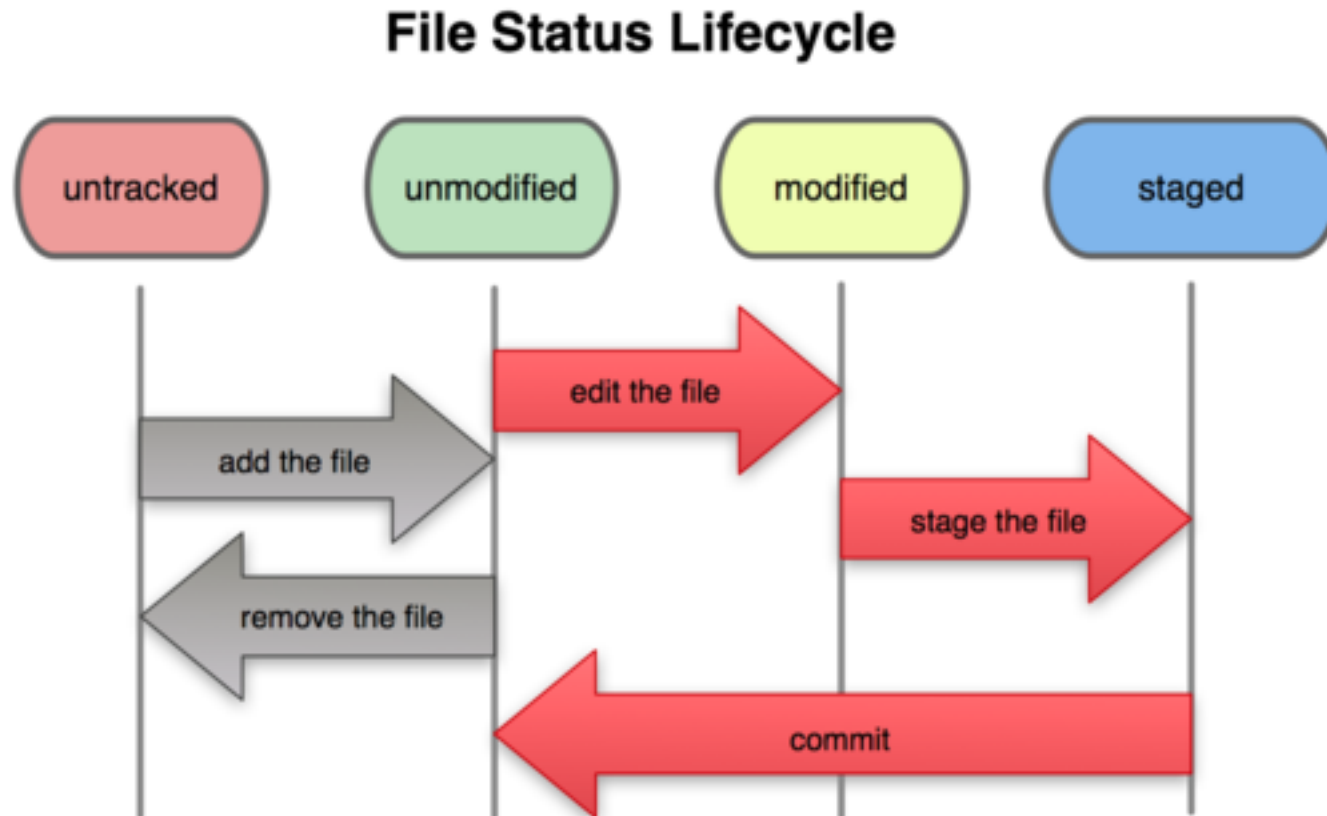 File Status Lifecycle
untracked
unmodified
modified
staged
edit the file
add the file
stage the file
remove the file
commit